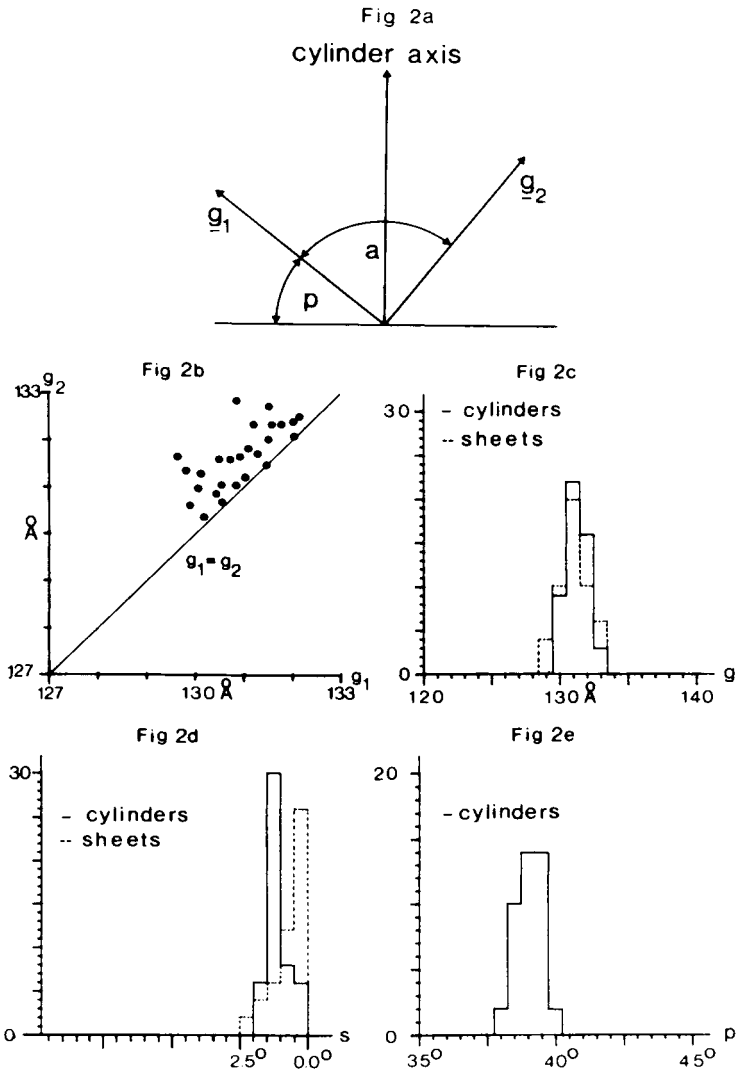 Fig 2a
cylinder axis
g1
g2
a
p
Fig 2b
133 g2
Å
g1 = g2
127
127
130
Å
133
g1
Fig 2c
30
– cylinders
-- sheets
0
120
130 Å
140
g
Fig 2d
30
– cylinders
-- sheets
0
2.5°
0.0°
s
Fig 2e
20
– cylinders
0
35°
40°
45°
p